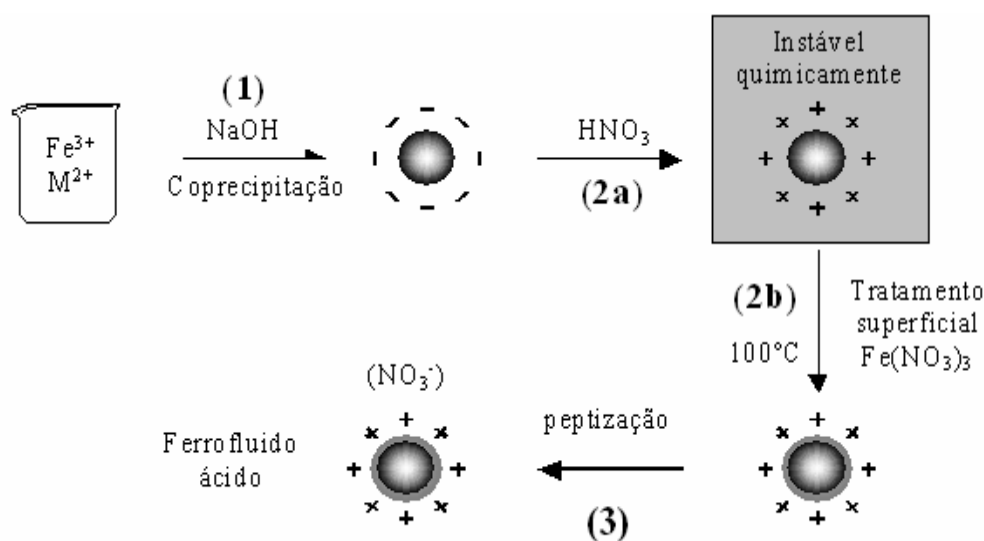 Fe³⁺
M²⁺
(1)
NaOH
Coprecipitação
HNO₃
(2a)
Instável
quimicamente
(2b)
100°C
Tratamento
superficial
Fe(NO₃)₃
peptização
(3)
(NO₃⁻)
Ferrofluido
ácido